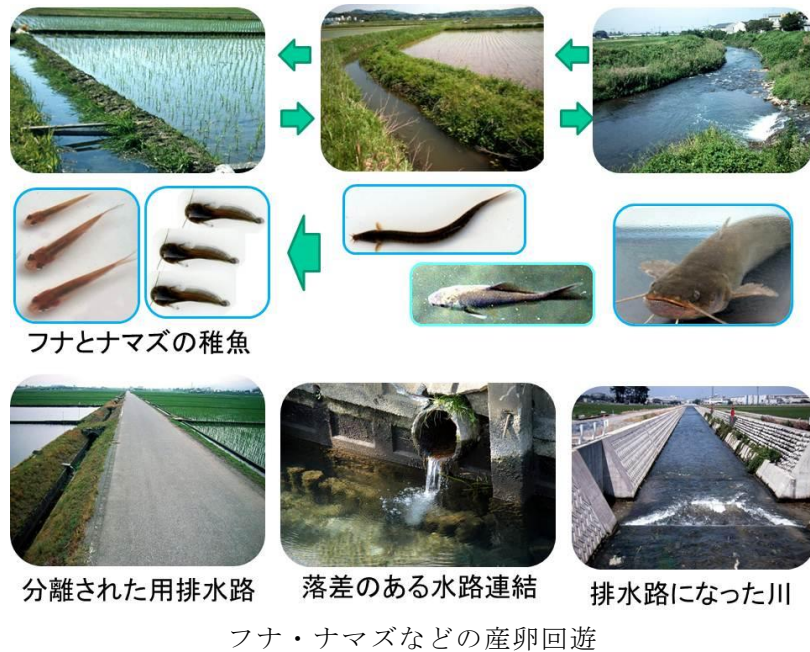 フナとナマズの稚魚
分離された用排水路
落差のある水路連結
排水路になった川
フナ・ナマズなどの産卵回遊